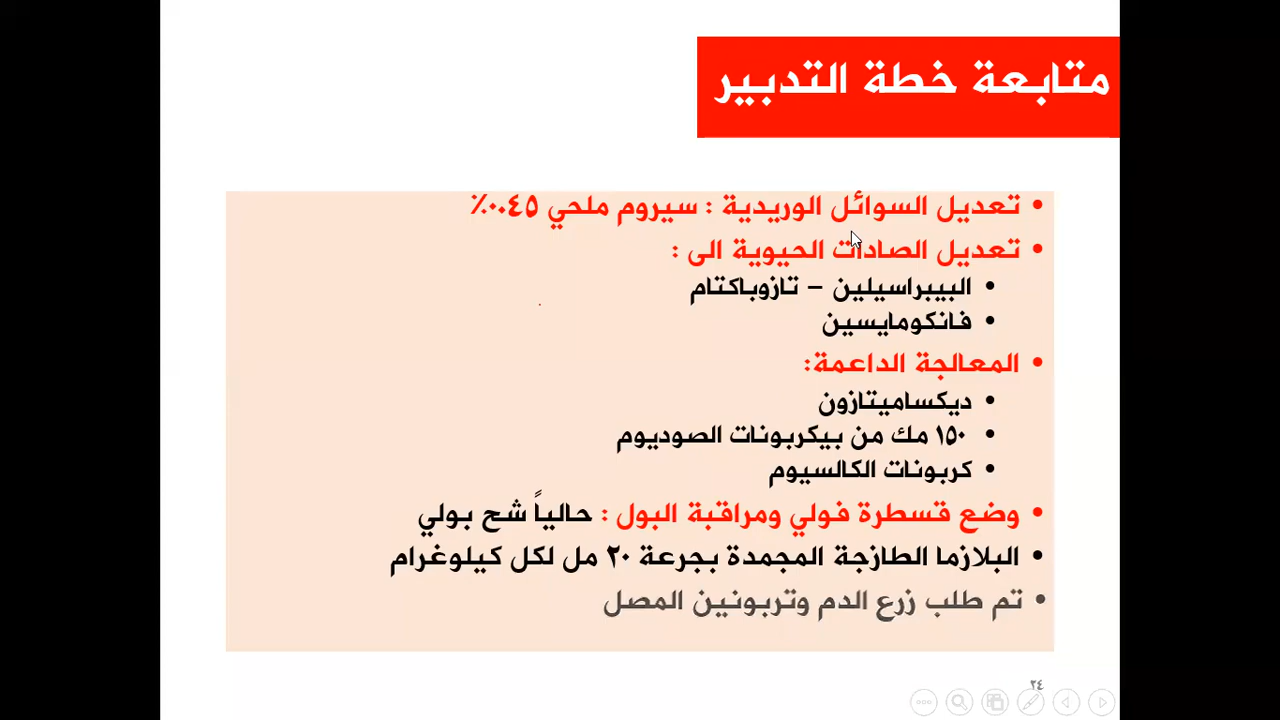 متابعة خطة التدبير
• تعديل السوائل الوريدية : سيروم ملحي ٠.٤٥٪
• تعديل الصادات الحيوية الى :
• البيبراسيلين – تازوباكتام
• فانكومايسين
• المعالجة الداعمة:
• ديكساميتازون
• ١٥٠ مك من بيكربونات الصوديوم
• كربونات الكالسيوم
• وضع قسطرة فولي ومراقبة البول : حالياً شح بولي
• البلازما الطازجة المجمدة بجرعة ٢٠ مل لكل كيلوغرام
• تم طلب زرع الدم وتربونين المصل
٢٤